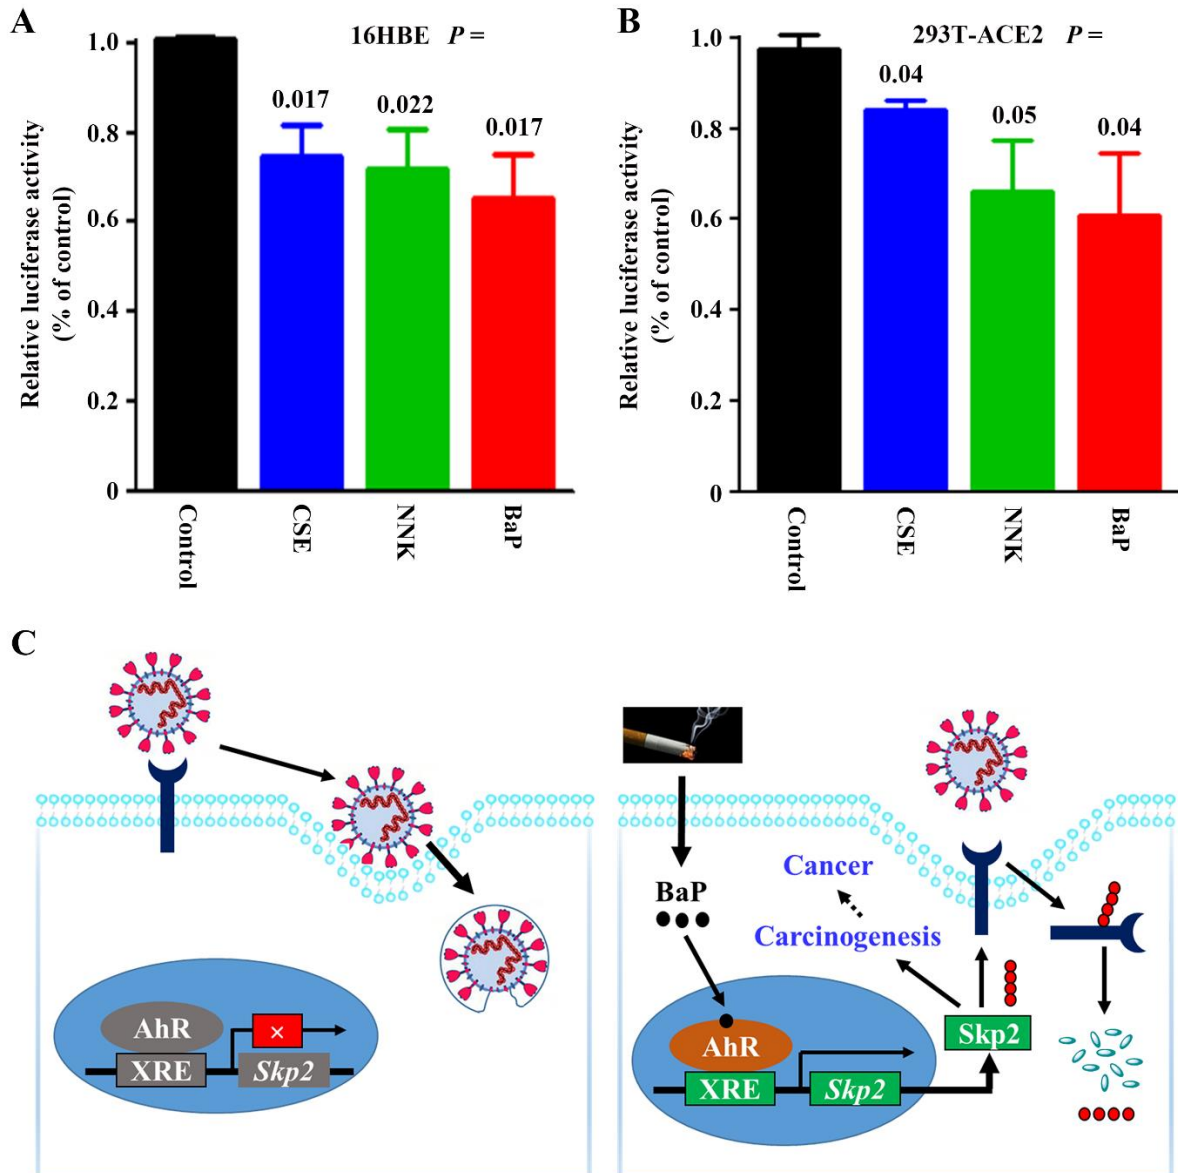 A
16HBE P =
1.0
0.8
0.6
0.4
0.2
0
Relative luciferase activity
(% of control)
0.017
0.022
0.017
Control
CSE
NNK
BaP
B
293T-ACE2 P =
1.0
0.8
0.6
0.4
0.2
0
Relative luciferase activity
(% of control)
0.04
0.05
0.04
Control
CSE
NNK
BaP
C
AhR
×
XRE
Skp2
BaP
Cancer
Carcinogenesis
AhR
XRE
Skp2
Skp2